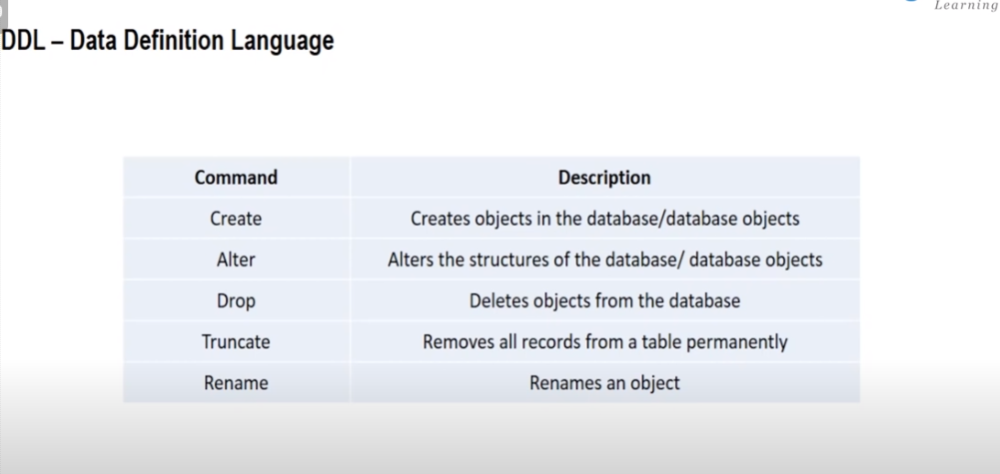 Learning
DDL – Data Definition Language
Command Description
Create Creates objects in the database/database objects
Alter Alters the structures of the database/ database objects
Drop Deletes objects from the database
Truncate Removes all records from a table permanently
Rename Renames an object